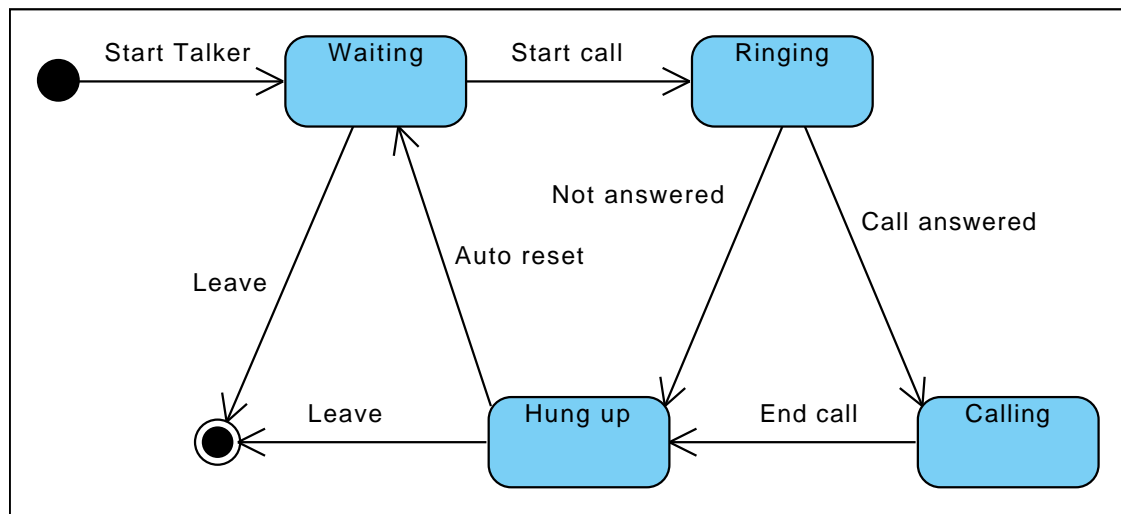 Start Talker
Waiting
Start call
Ringing
Not answered
Call answered
Auto reset
Leave
Leave
Hung up
End call
Calling